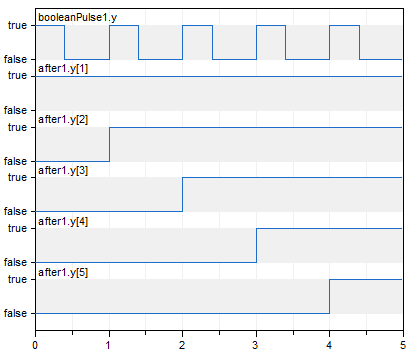 booleanPulse1.y
true
false
after1.y[1]
true
false
after1.y[2]
true
false
after1.y[3]
true
false
after1.y[4]
true
false
after1.y[5]
true
false
0 1 2 3 4 5